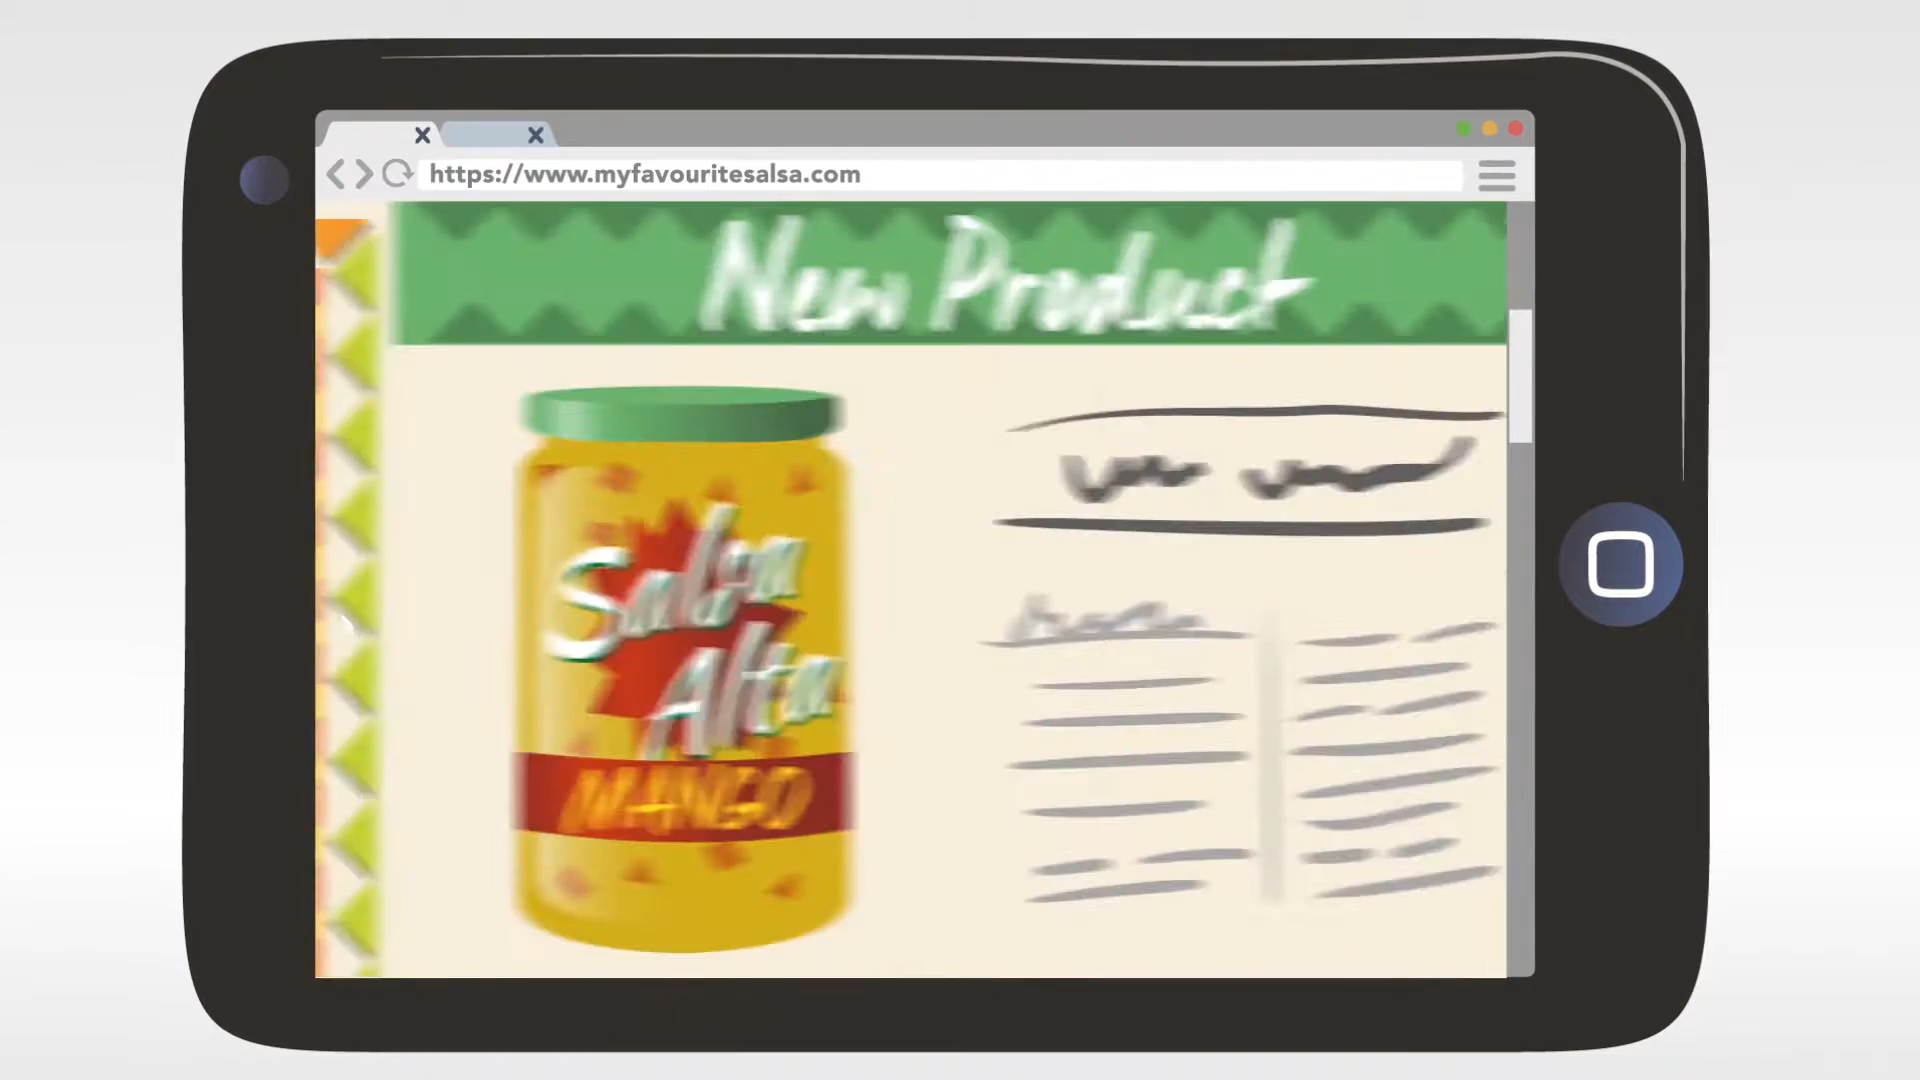 X X
https://www.myfavouritesalsa.com
New Product
Salsa
Alta
MANGO